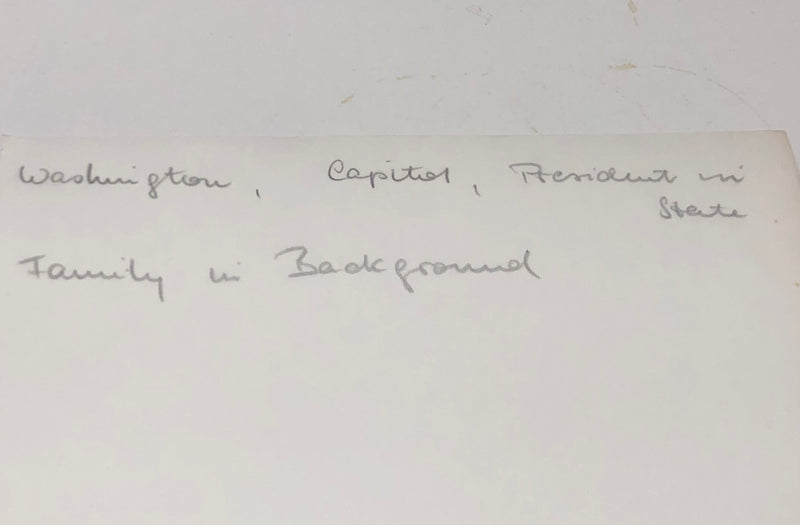 Washington, Capitol, President in
State
Family in Background